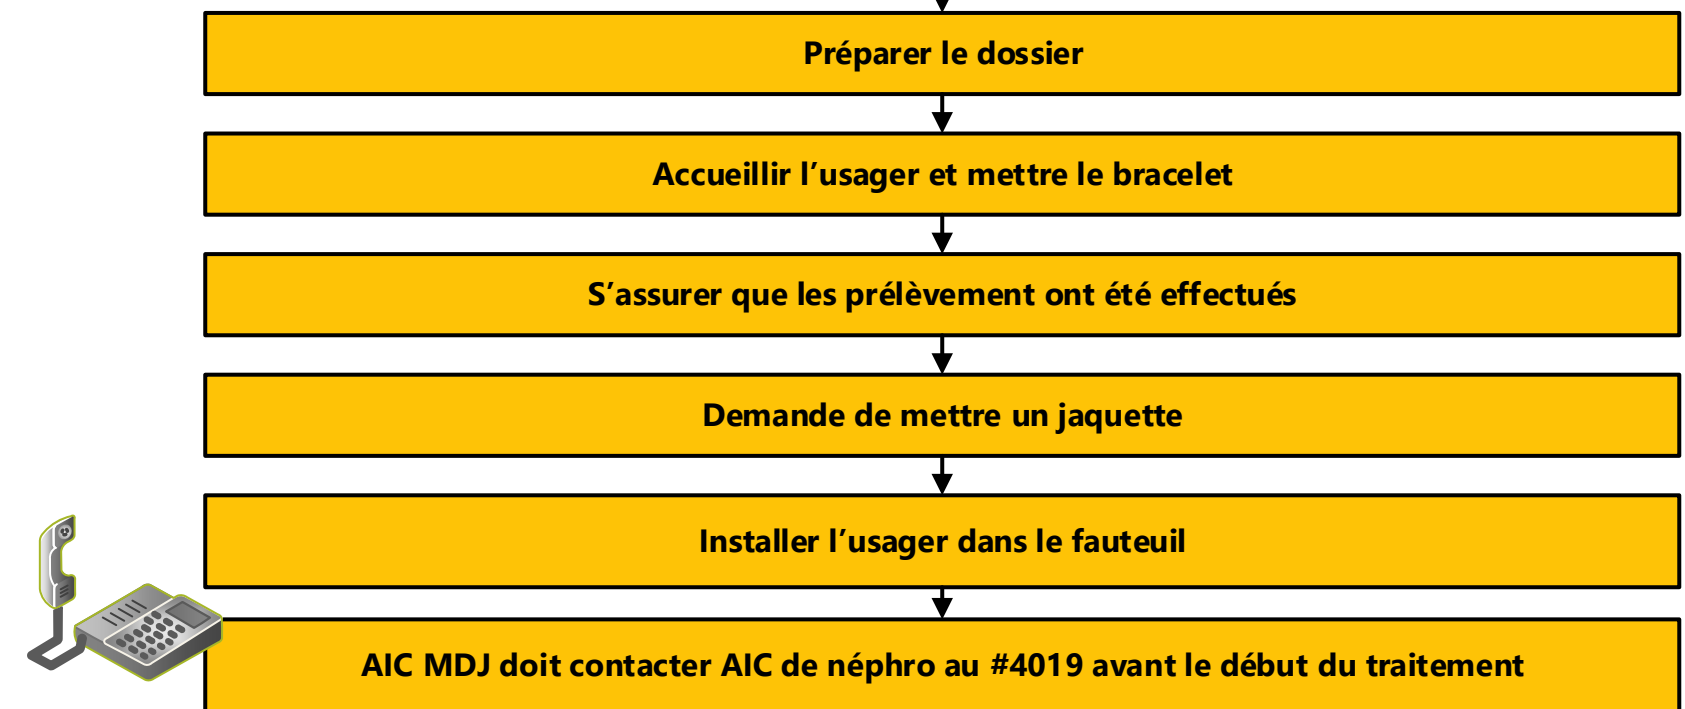 Préparer le dossier
Accueillir l’usager et mettre le bracelet
S’assurer que les prélèvement ont été effectués
Demande de mettre un jaquette
Installer l’usager dans le fauteuil
AIC MDJ doit contacter AIC de néphro au #4019 avant le début du traitement